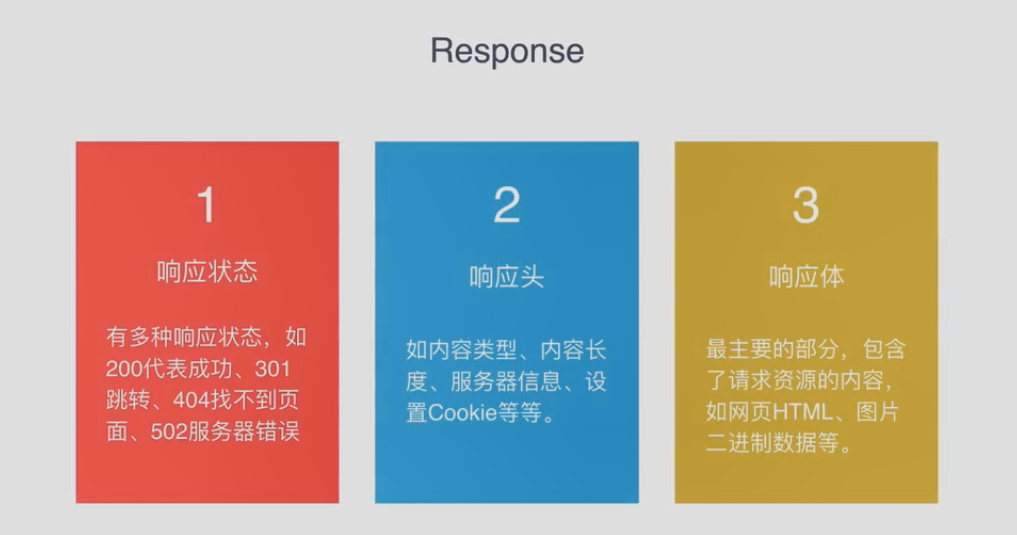 Response
1
响应状态
有多种响应状态，如
200代表成功、301
跳转、404找不到页
面、502服务器错误
2
响应头
如内容类型、内容长
度、服务器信息、设
置Cookie等等。
3
响应体
最主要的部分，包含
了请求资源的内容，
如网页HTML、图片
二进制数据等。